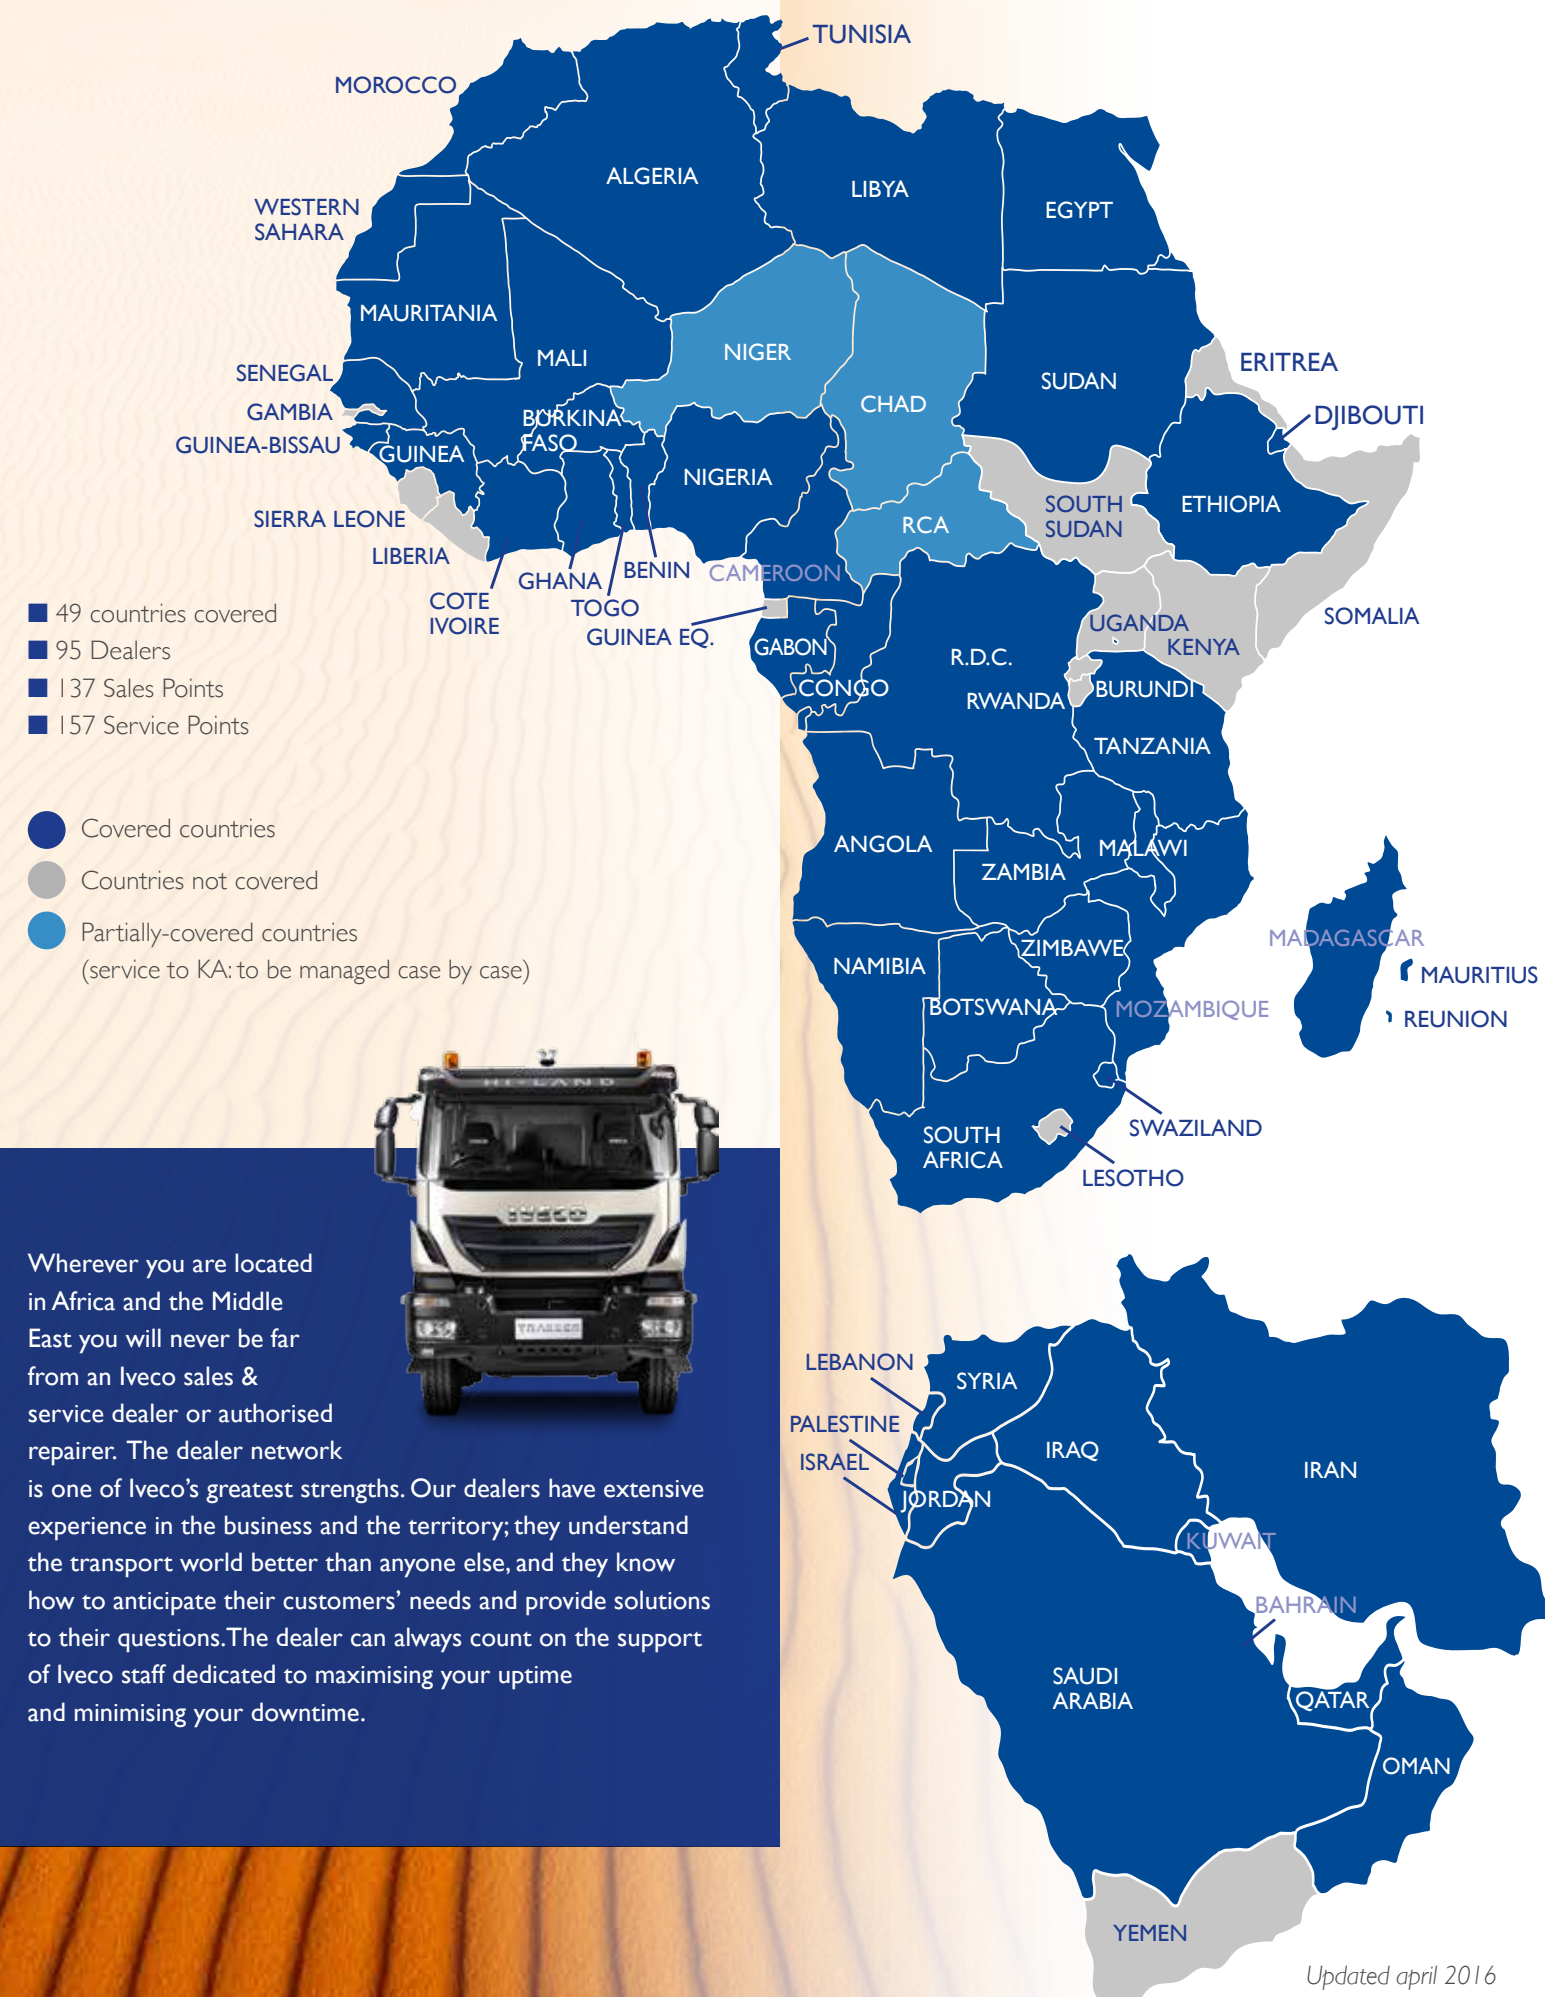 TUNISIA
MOROCCO
ALGERIA
LIBYA
EGYPT
WESTERN
SAHARA
MAURITANIA
MALI
NIGER
CHAD
SUDAN
ERITREA
DJIBOUTI
SENEGAL
GAMBIA
GUINEA-BISSAU
GUINEA
BURKINA
FASO
NIGERIA
RCA
SOUTH
SUDAN
ETHIOPIA
SIERRA LEONE
LIBERIA
COTE
IVOIRE
GHANA
TOGO
BENIN
CAMEROON
GUINEA EQ.
GABON
CONGO
R.D.C.
RWANDA
UGANDA
KENYA
SOMALIA
BURUNDI
TANZANIA
ANGOLA
ZAMBIA
MALAWI
ZIMBAWE
NAMIBIA
BOTSWANA
MOZAMBIQUE
MADAGASCAR
MAURITIUS
REUNION
SOUTH
AFRICA
SWAZILAND
LESOTHO
49 countries covered
95 Dealers
137 Sales Points
157 Service Points
Covered countries
Countries not covered
Partially-covered countries
(service to KA: to be managed case by case)
HI-LAND
IVECO
TRAKKER
Wherever you are located
in Africa and the Middle
East you will never be far
from an Iveco sales &
service dealer or authorised
repairer. The dealer network
is one of Iveco’s greatest strengths. Our dealers have extensive
experience in the business and the territory; they understand
the transport world better than anyone else, and they know
how to anticipate their customers’ needs and provide solutions
to their questions.The dealer can always count on the support
of Iveco staff dedicated to maximising your uptime
and minimising your downtime.
LEBANON
SYRIA
PALESTINE
ISRAEL
JORDAN
IRAQ
IRAN
KUWAIT
BAHRAIN
SAUDI
ARABIA
QATAR
OMAN
YEMEN
Updated april 2016